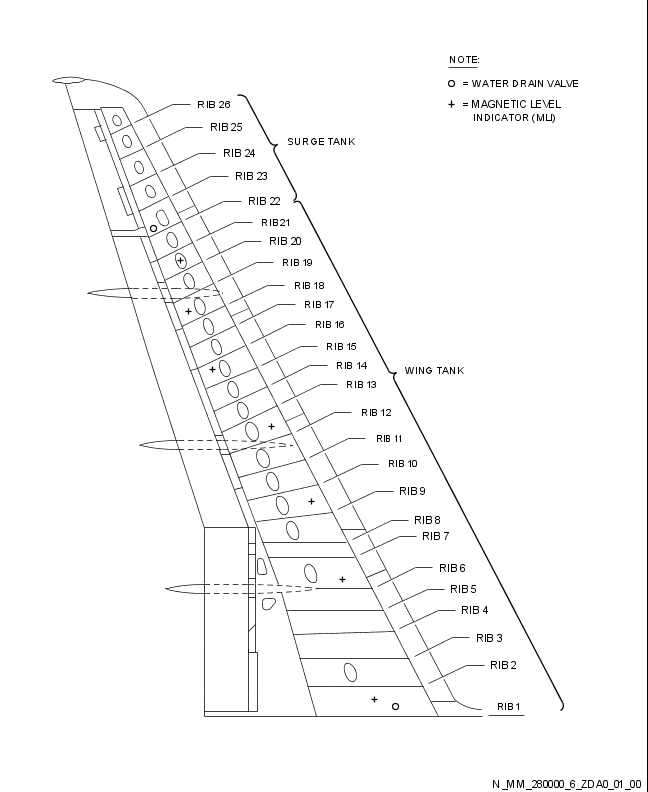 NOTE:
= WATER DRAIN VALVE
+ = MAGNETIC LEVEL
INDICATOR (MLI)
RIB 26
RIB 25
SURGE TANK
RIB 24
RIB 23
RIB 22
RIB21
RIB 20
RIB 19
RIB 18
RIB 17
RIB 16
RIB 15
RIB 14
WING TANK
RIB 13
RIB 12
RIB 11
RIB 10
RIB 9
RIB 8
RIB 7
RIB 6
RIB 5
RIB 4
RIB 3
RIB 2
RIB 1
N_MM_280000_6_ZDA0_01_00